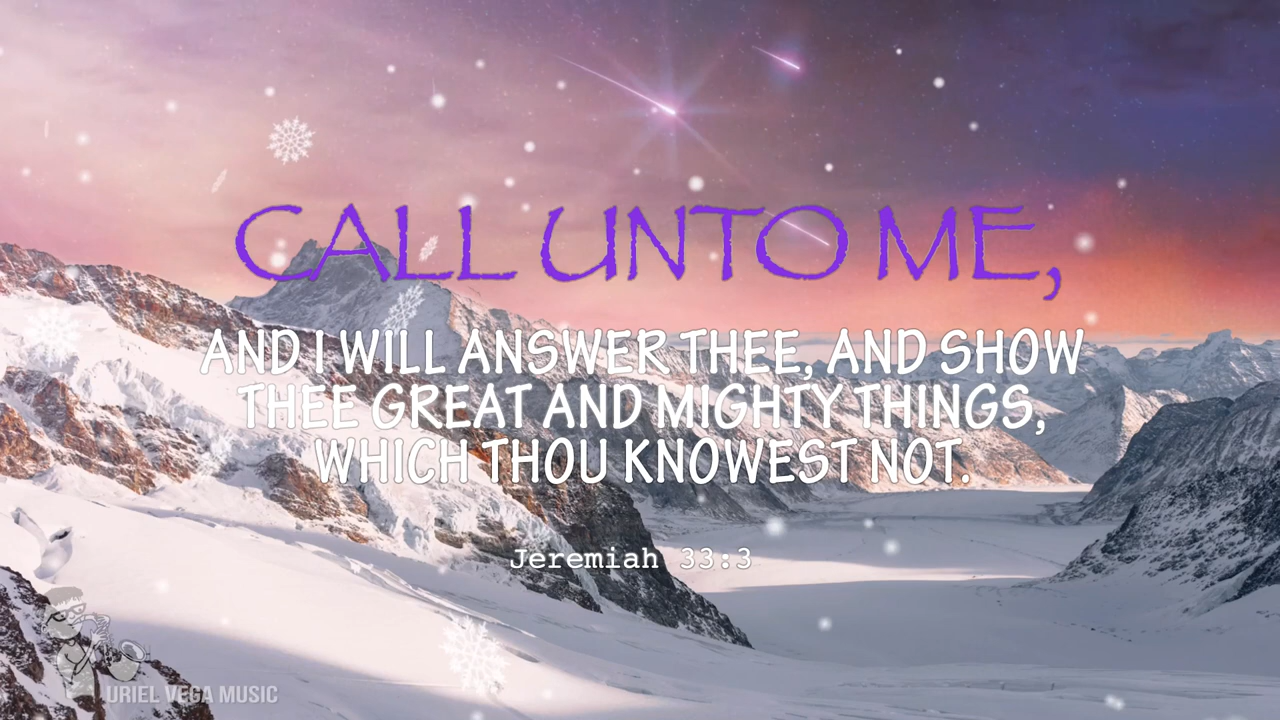 CALL UNTO ME,
AND I WILL ANSWER THEE, AND SHOW
THEE GREAT AND MIGHTY THINGS,
WHICH THOU KNOWEST NOT.
Jeremiah 33:3
URIEL VEGA MUSIC